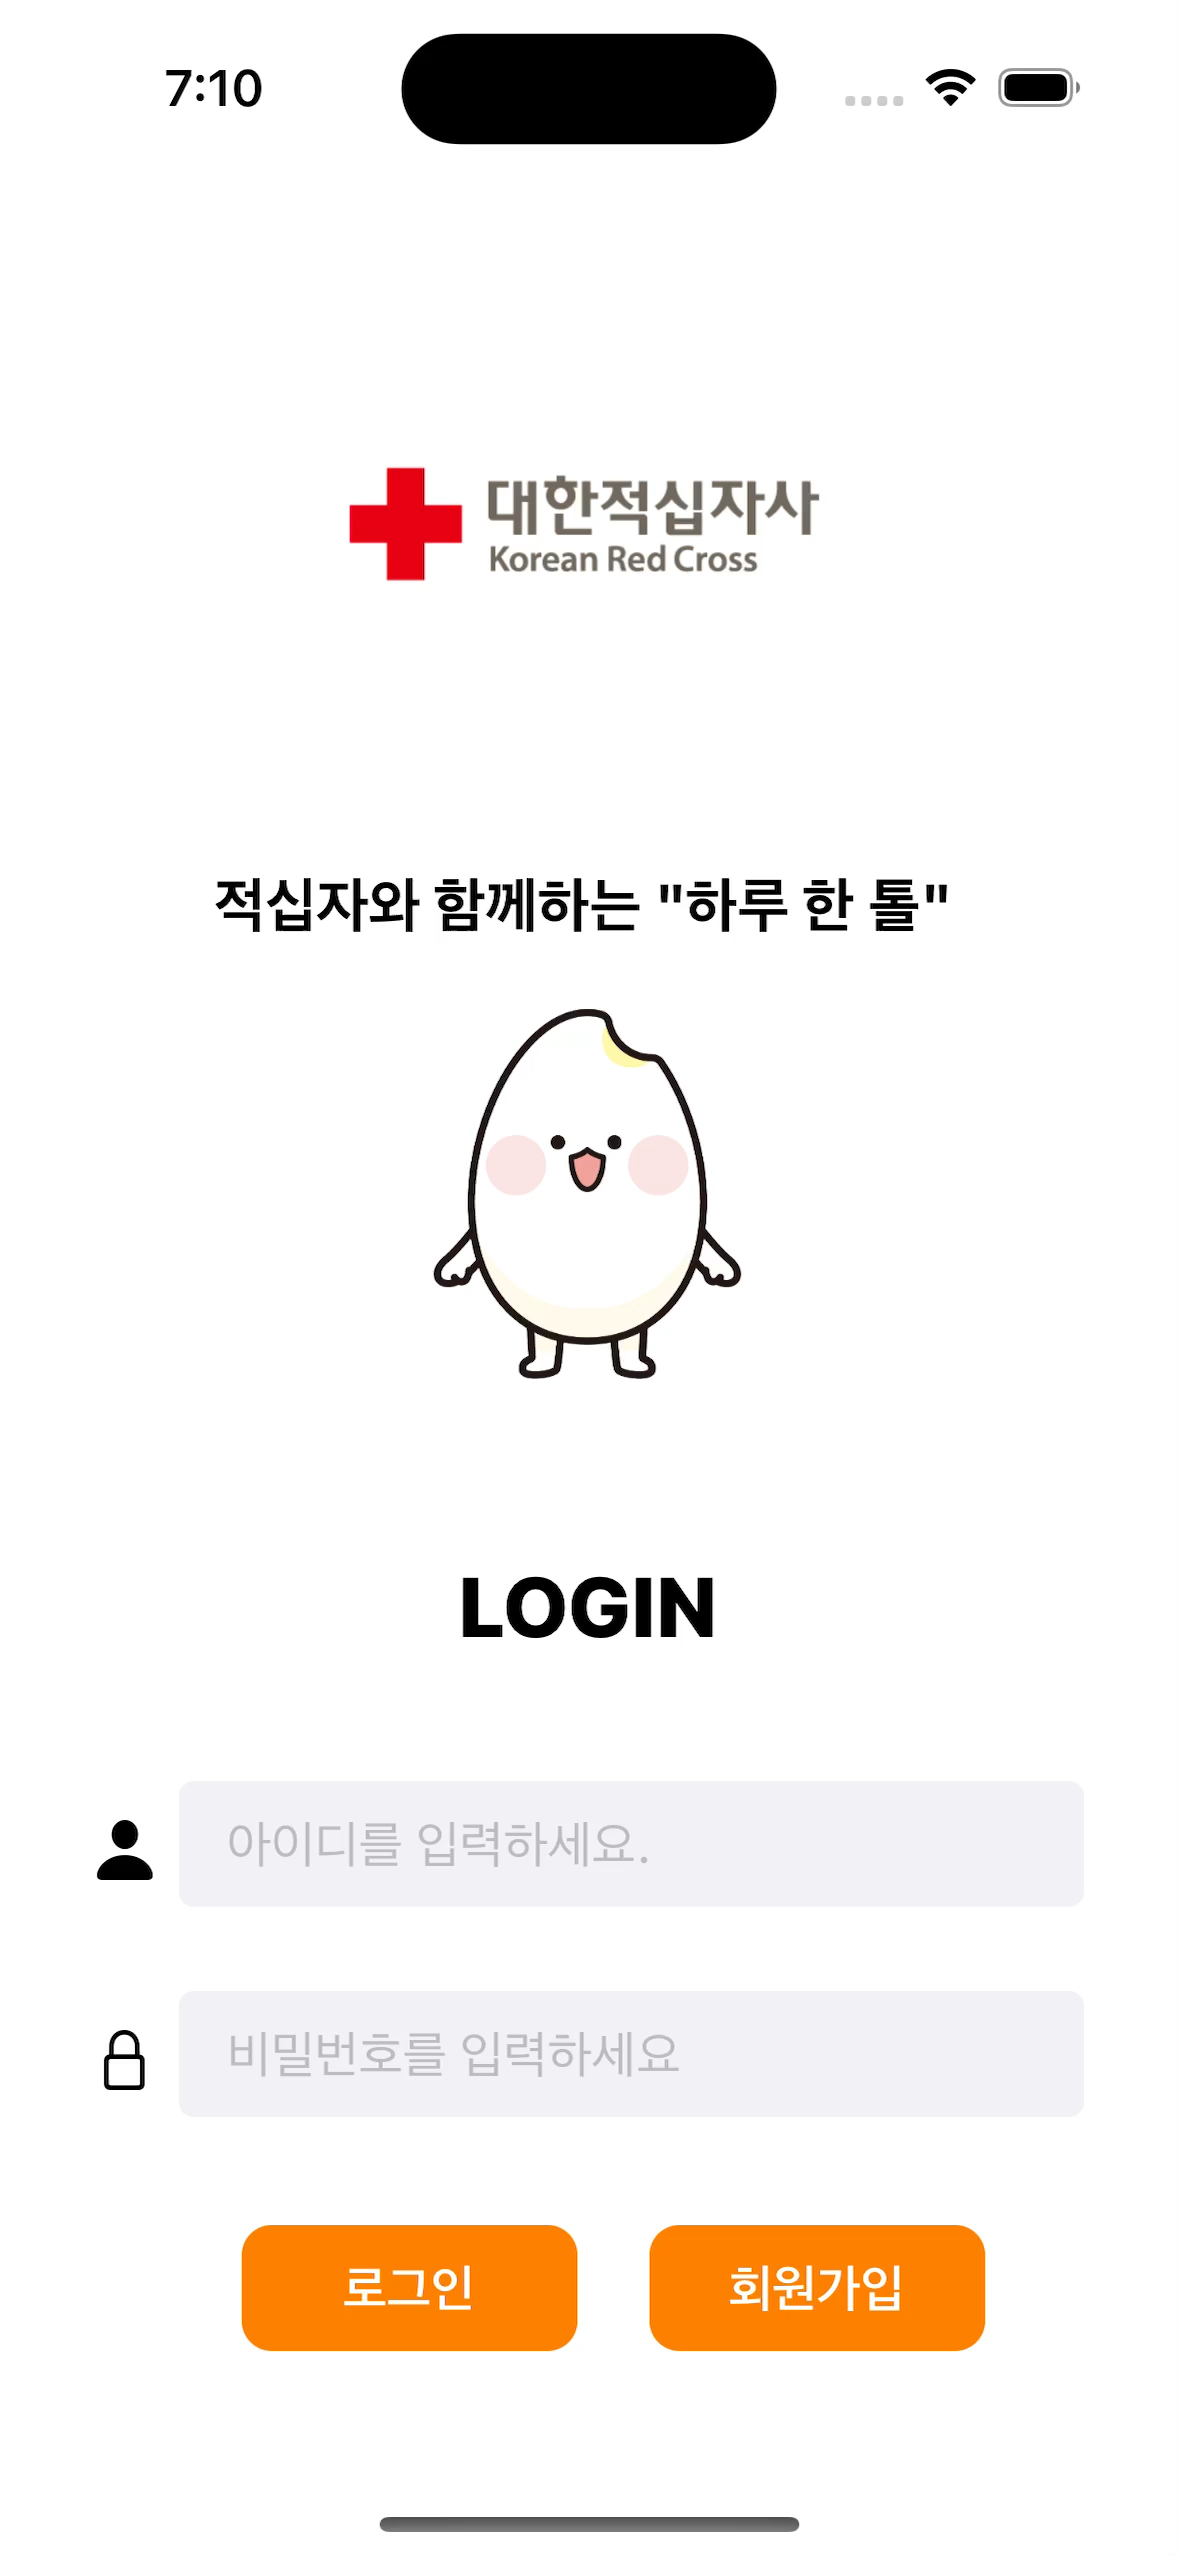 7:10
대한적십자사
Korean Red Cross
적십자와 함께하는 "하루 한 톨"
LOGIN
아이디를 입력하세요.
비밀번호를 입력하세요
로그인 회원가입